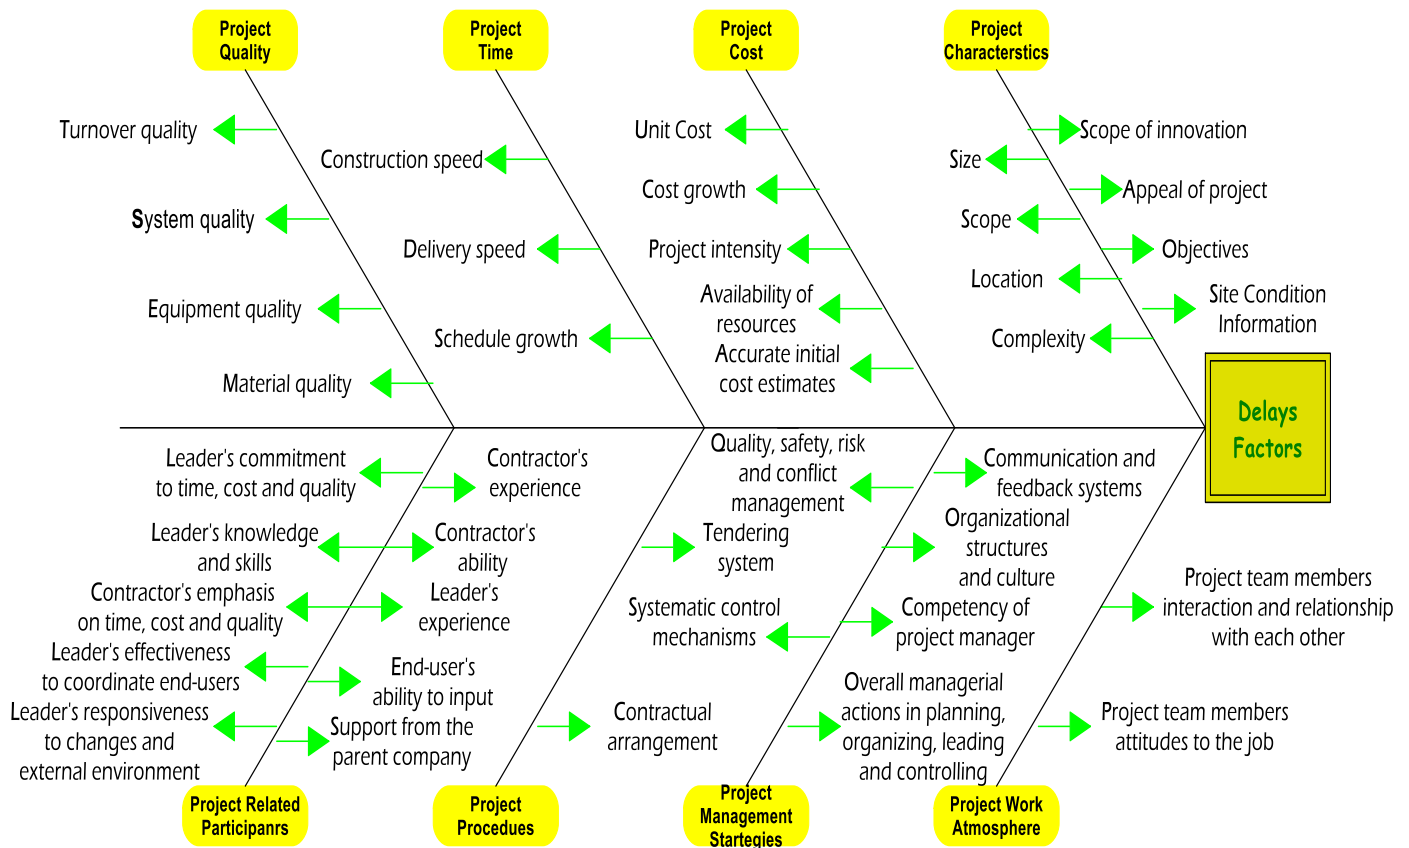 Project
Quality
Project
Time
Project
Cost
Project
Characterstics
Turnover quality
System quality
Equipment quality
Material quality
Construction speed
Delivery speed
Schedule growth
Unit Cost
Cost growth
Project intensity
Availability of
resources
Accurate initial
cost estimates
Scope of innovation
Size
Appeal of project
Scope
Objectives
Location
Site Condition
Information
Complexity
Delays
Factors
Leader's commitment
to time, cost and quality
Contractor's
experience
Leader's knowledge
and skills
Contractor's
ability
Contractor's emphasis
on time, cost and quality
Leader's
experience
Leader's effectiveness
to coordinate end-users
End-user's
ability to input
Leader's responsiveness
to changes and
external environment
Support from the
parent company
Tendering
system
Contractual
arrangement
Quality, safety, risk
and conflict
management
Communication and
feedback systems
Organizational
structures
and culture
Systematic control
mechanisms
Competency of
project manager
Overall managerial
actions in planning,
organizing, leading
and controlling
Project team members
interaction and relationship
with each other
Project team members
attitudes to the job
Project Related
Participanrs
Project
Procedues
Project
Management
Startegies
Project Work
Atmosphere